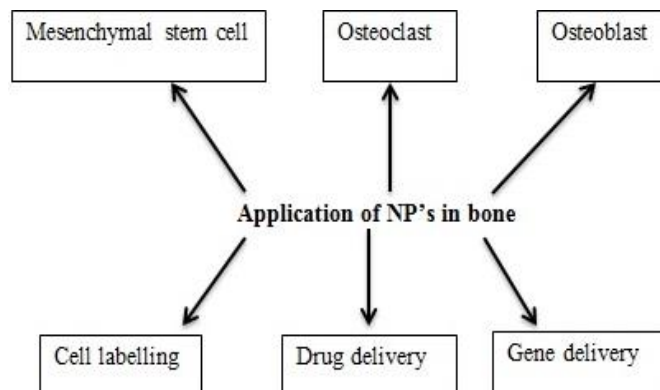 Mesenchymal stem cell
Osteoclast
Osteoblast
Application of NP's in bone
Cell labelling
Drug delivery
Gene delivery